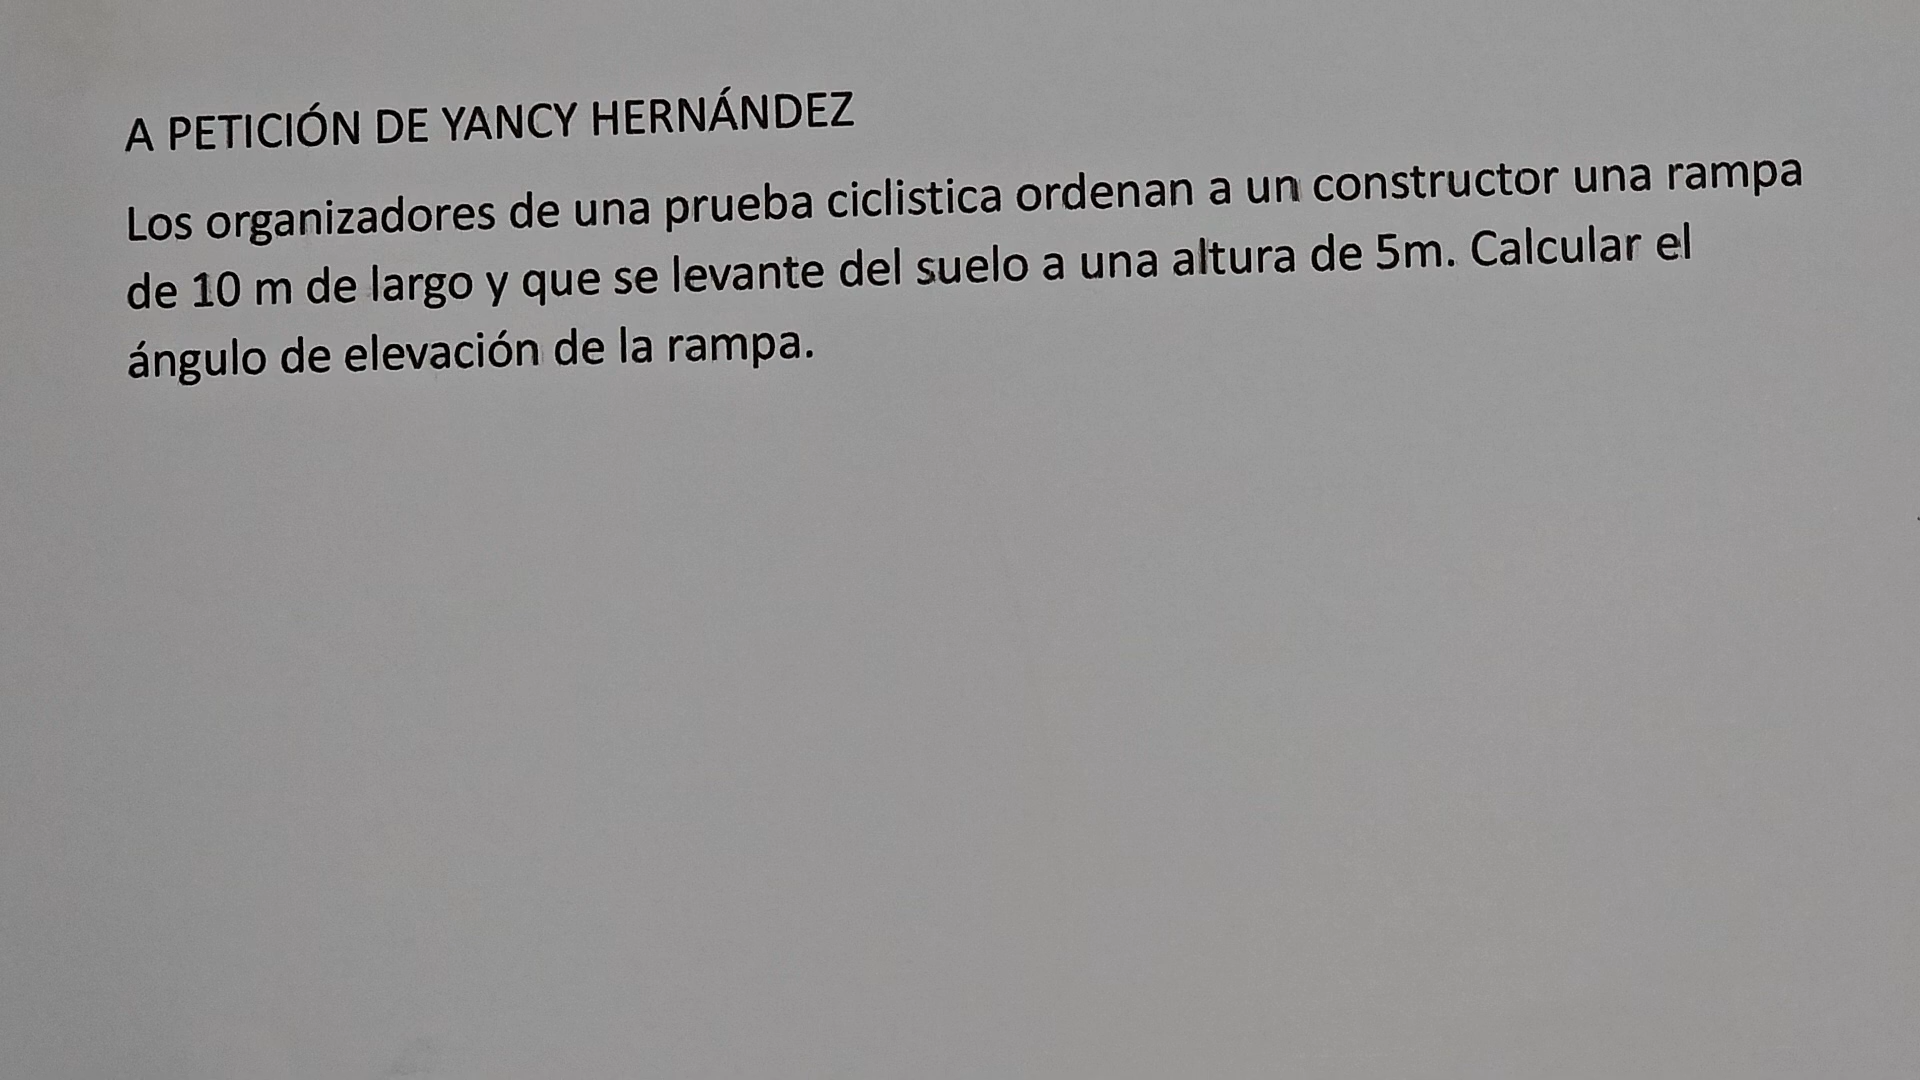 A PETICIÓN DE YANCY HERNÁNDEZ
Los organizadores de una prueba ciclistica ordenan a un constructor una rampa
de 10 m de largo y que se levante del suelo a una altura de 5m. Calcular el
ángulo de elevación de la rampa.